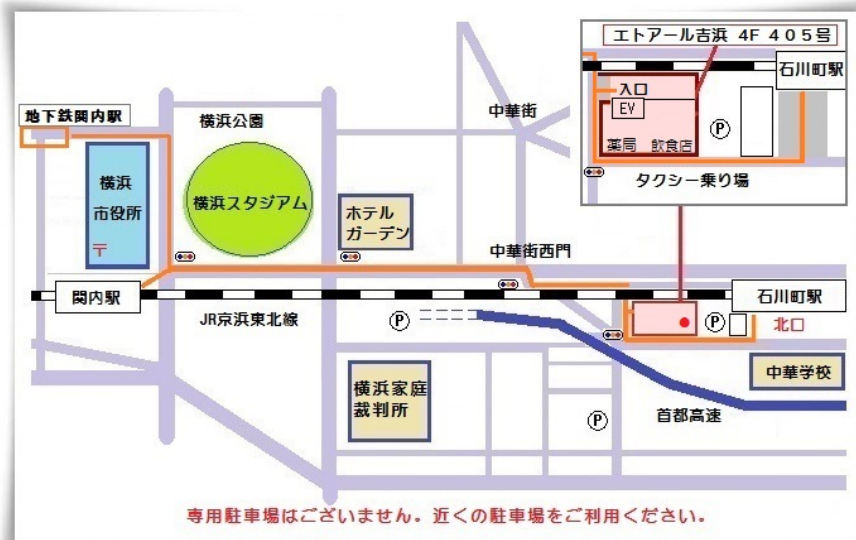 エトアール吉浜 4F 405号
石川町駅
入口
EV
薬局 飲食店
P
タクシー乗り場
地下鉄関内駅
横浜公園
中華街
横浜
市役所
〒
横浜スタジアム
ホテル
ガーデン
中華街西門
関内駅
JR京浜東北線
P
石川町駅
P
北口
横浜家庭
裁判所
中華学校
首都高速
P
専用駐車場はございません。近くの駐車場をご利用ください。